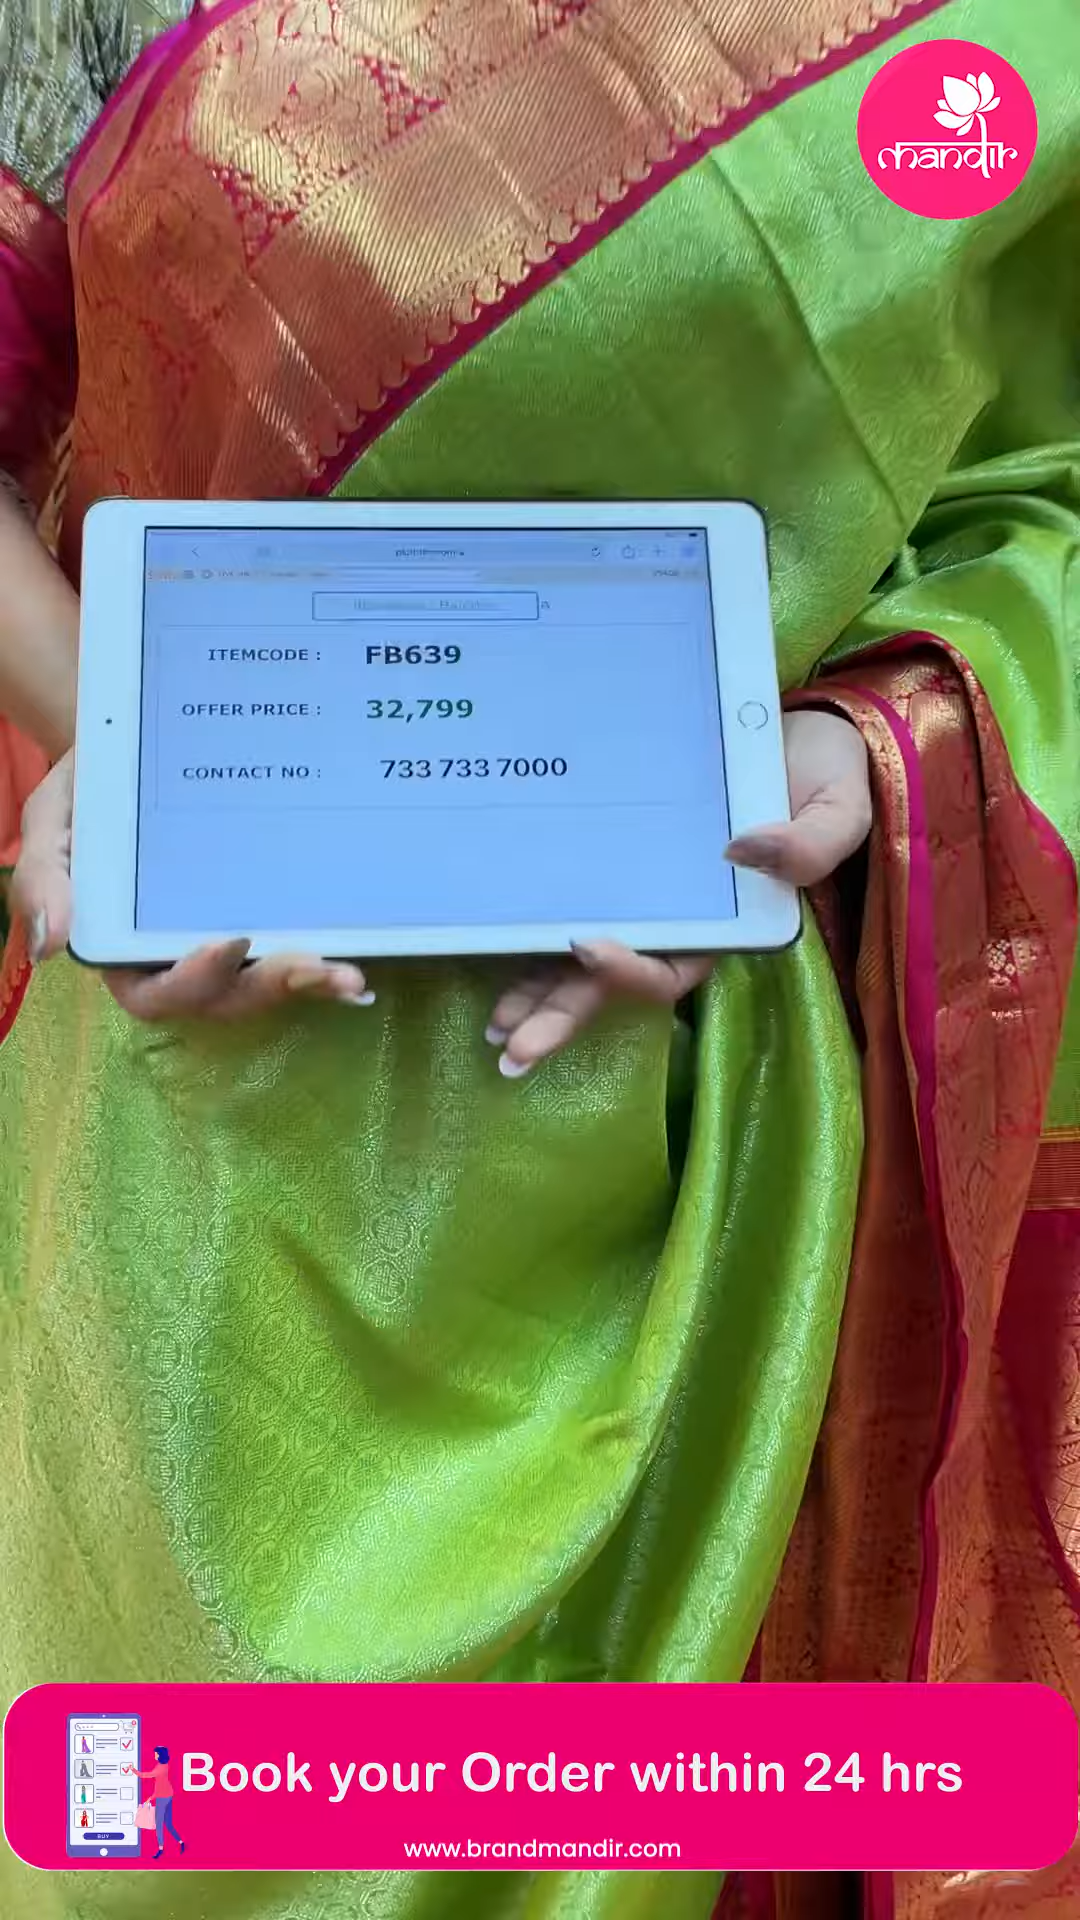 mandir
ITEMCODE : FB639
OFFER PRICE : 32,799
CONTACT NO : 733 733 7000
Book your Order within 24 hrs
BUY
www.brandmandir.com